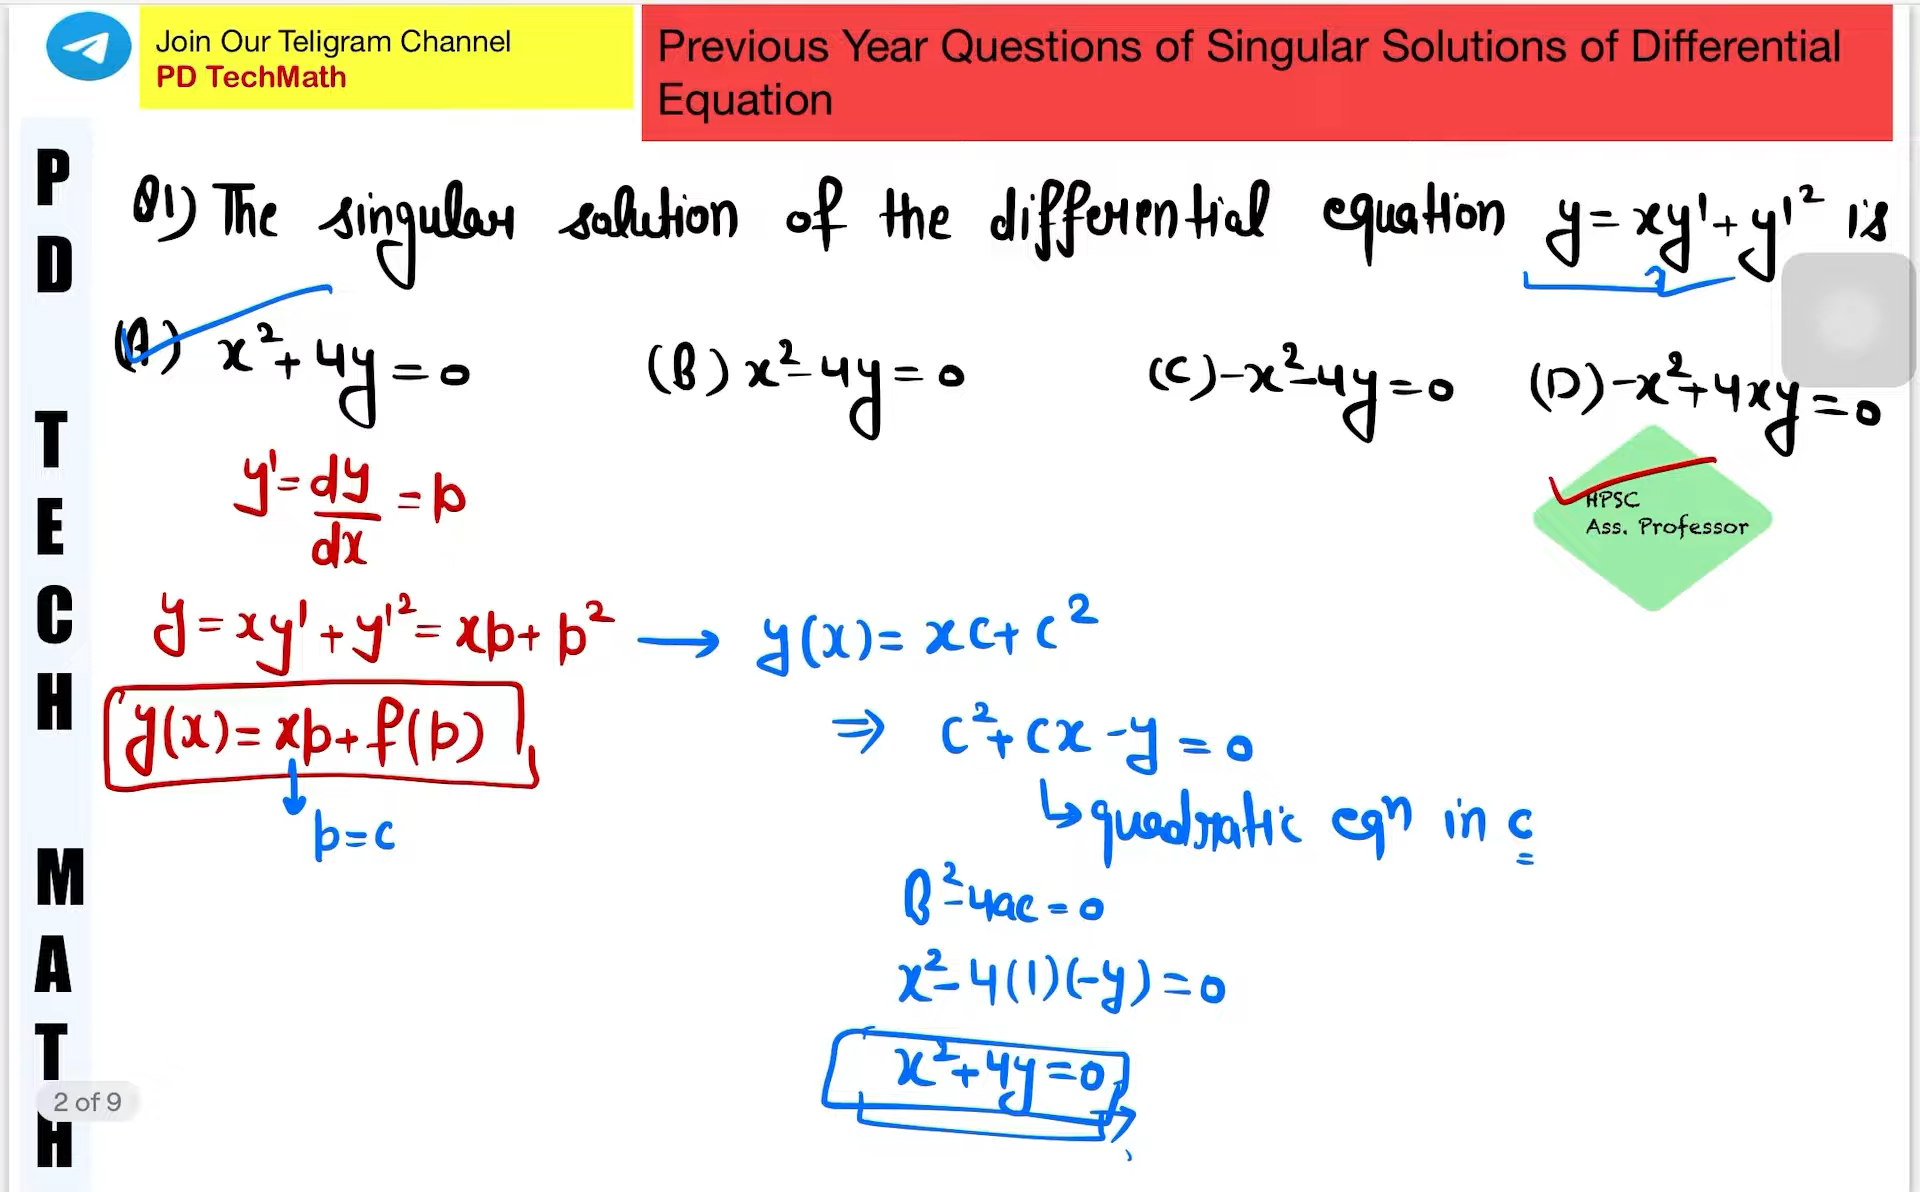 Join Our Teligram Channel
PD TechMath
Previous Year Questions of Singular Solutions of Differential
Equation
PD TECH MATH
Q1) The singular solution of the differential equation y = xy' + y'² is
(A) x² + 4y = 0 (B) x² - 4y = 0 (C) -x² - 4y = 0 (D) -x² + 4xy = 0
HPSC
Ass. Professor
y' = dy/dx = p
y = xy' + y'² = xp + p² → y(x) = xc + c²
y(x) = xp + f(p)
⇒ c² + cx - y = 0
p = c
↳ quadratic eqⁿ in c
B² - 4ac = 0
x² - 4(1)(-y) = 0
x² + 4y = 0
2 of 9